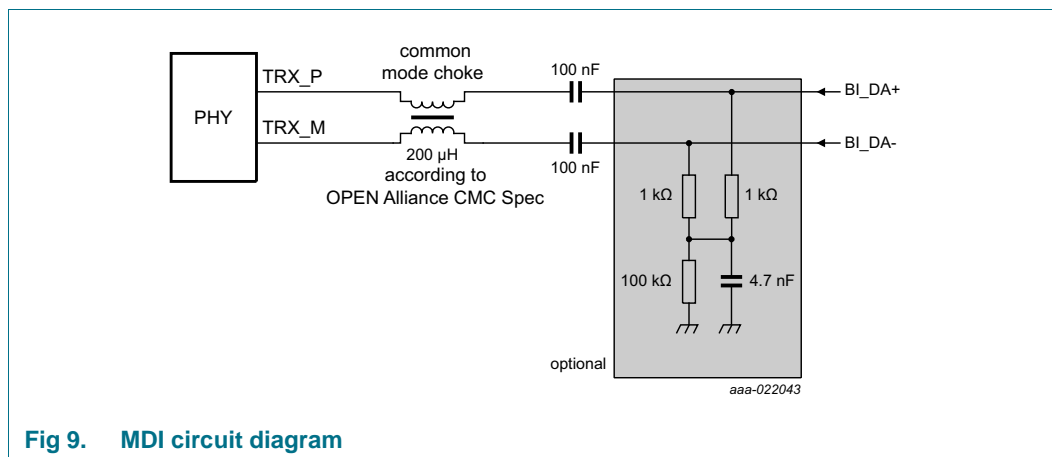 common
mode choke
100 nF
TRX_P
BI_DA+
PHY
TRX_M
BI_DA-
200 μH
100 nF
according to
OPEN Alliance CMC Spec
1 kΩ
1 kΩ
100 kΩ
4.7 nF
optional
aaa-022043
Fig 9. MDI circuit diagram